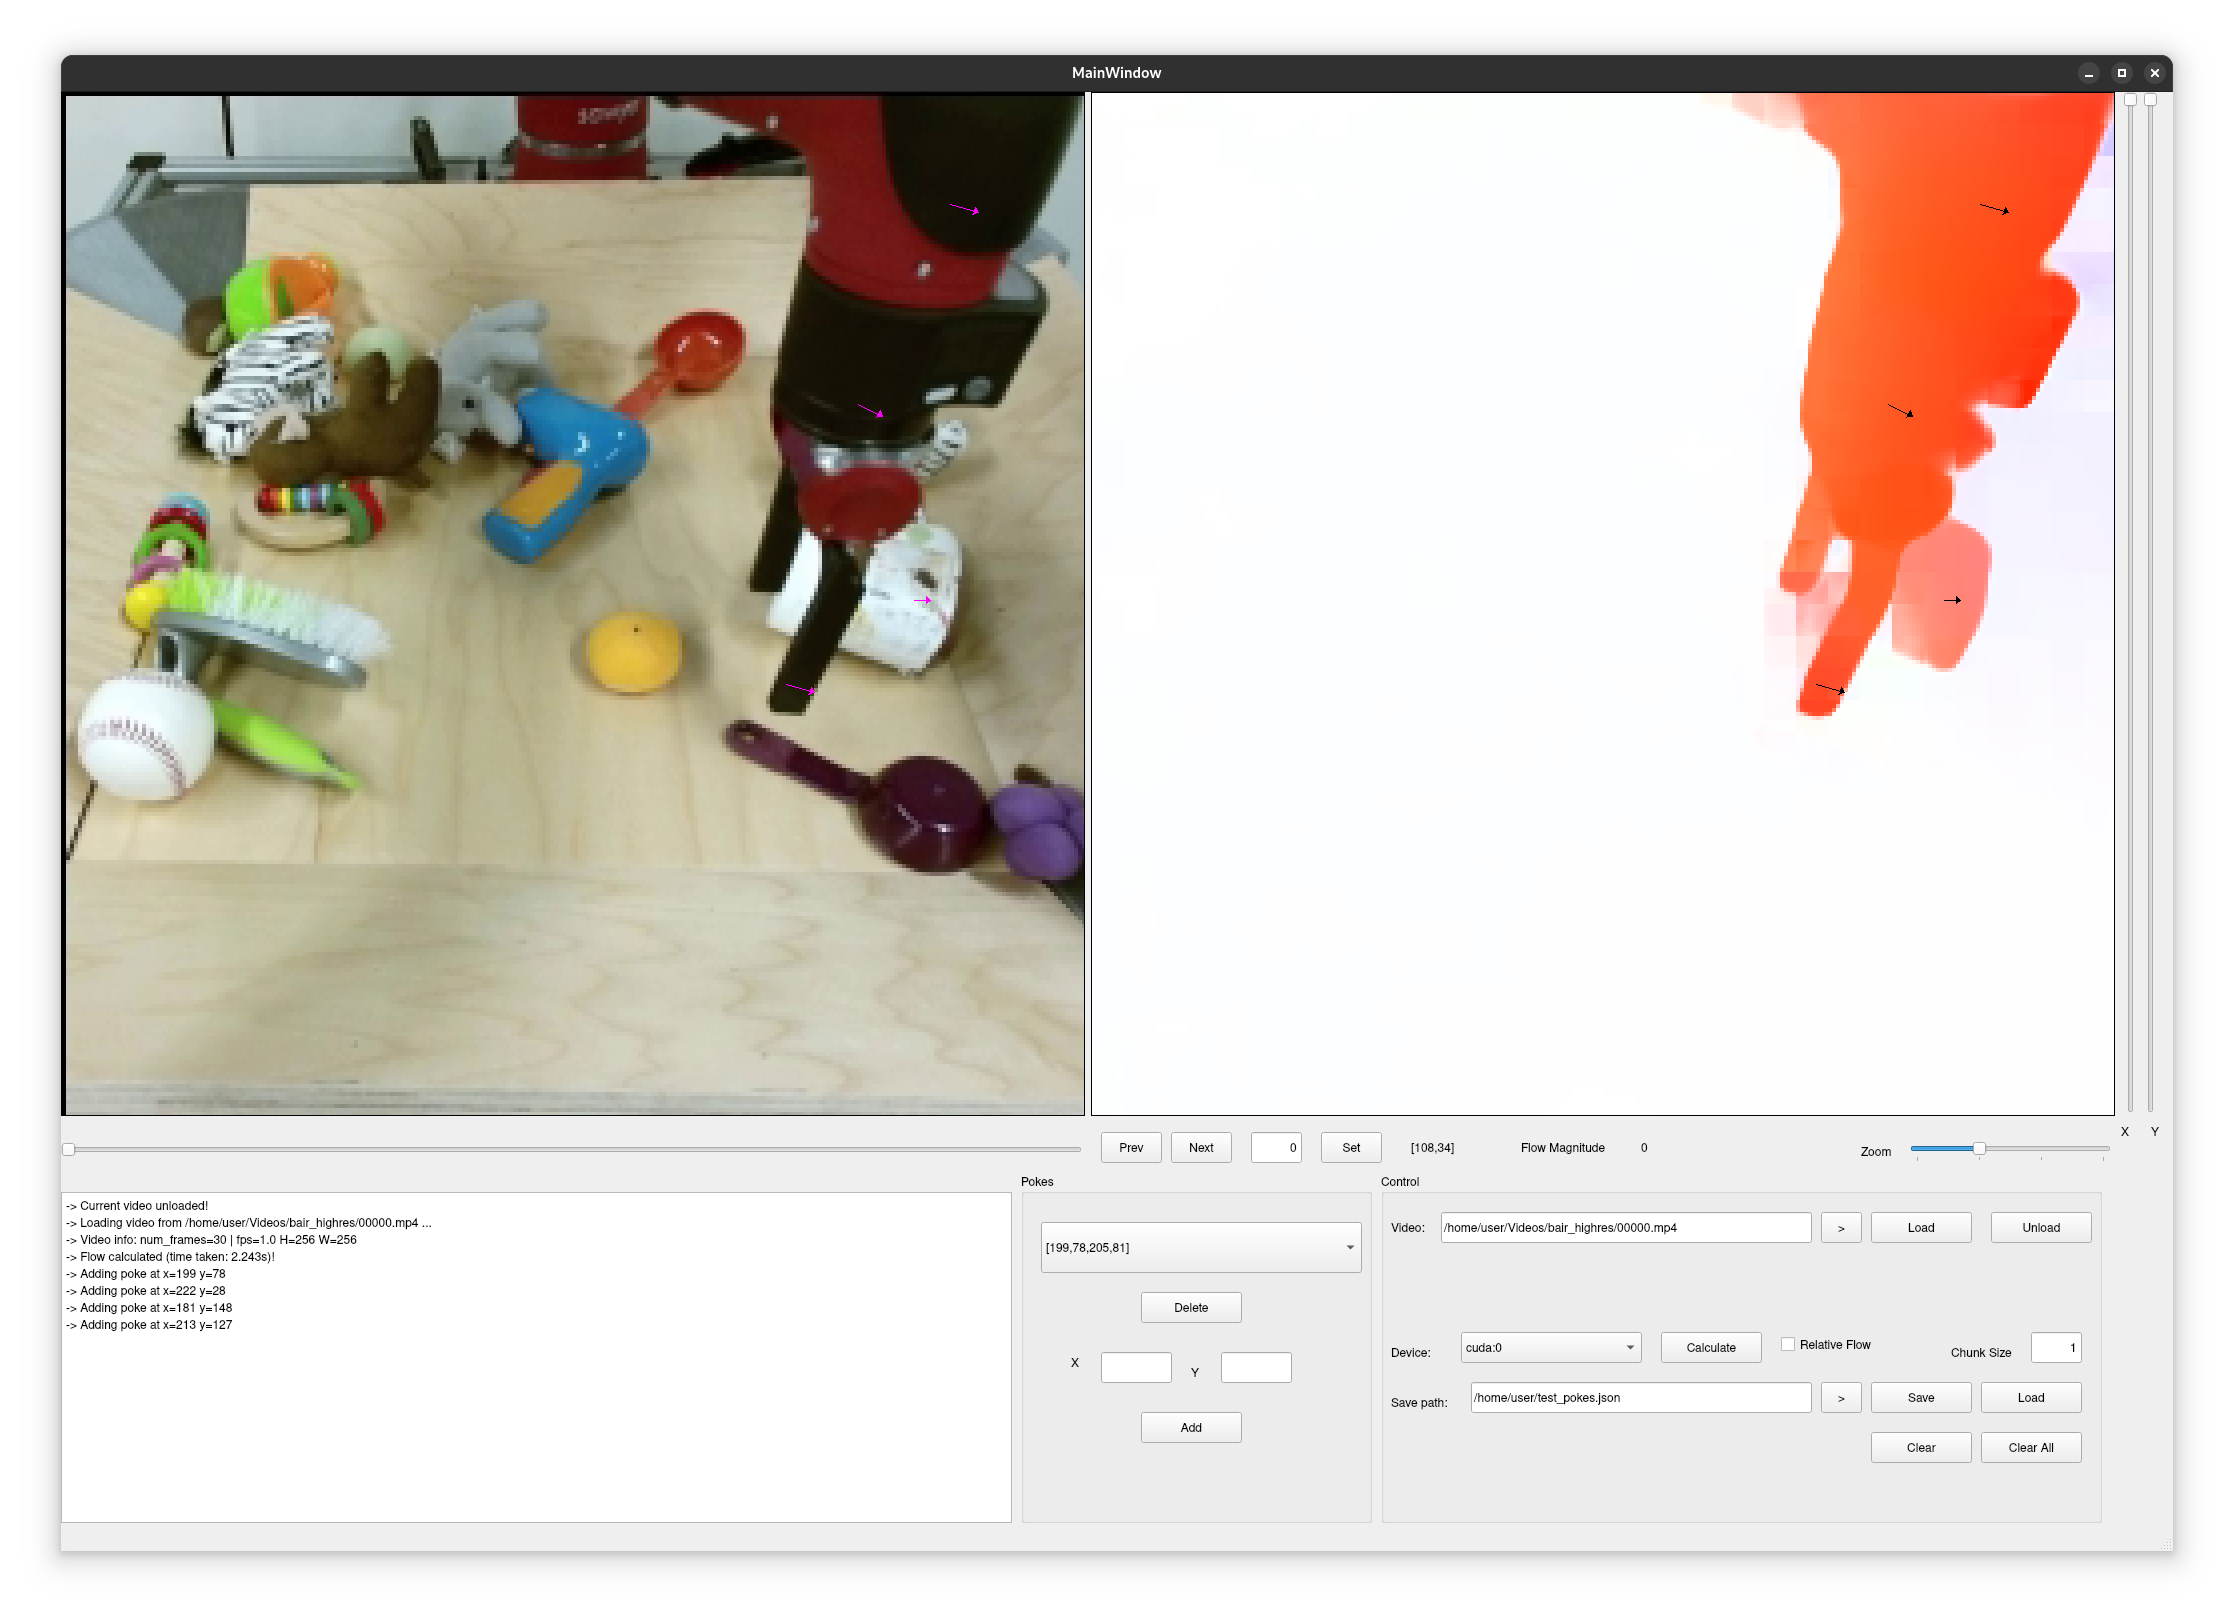 MainWindow
sawyer
X
Y
Prev
Next
0
Set
[108,34]
Flow Magnitude
0
Zoom
-> Current video unloaded!
-> Loading video from /home/user/Videos/bair_highres/00000.mp4 ...
-> Video info: num_frames=30 | fps=1.0 H=256 W=256
-> Flow calculated (time taken: 2.243s)!
-> Adding poke at x=199 y=78
-> Adding poke at x=222 y=28
-> Adding poke at x=181 y=148
-> Adding poke at x=213 y=127
Pokes
[199,78,205,81]
Delete
X
Y
Add
Control
Video:
/home/user/Videos/bair_highres/00000.mp4
>
Load
Unload
Device:
cuda:0
Calculate
Relative Flow
Chunk Size
1
Save path:
/home/user/test_pokes.json
>
Save
Load
Clear
Clear All